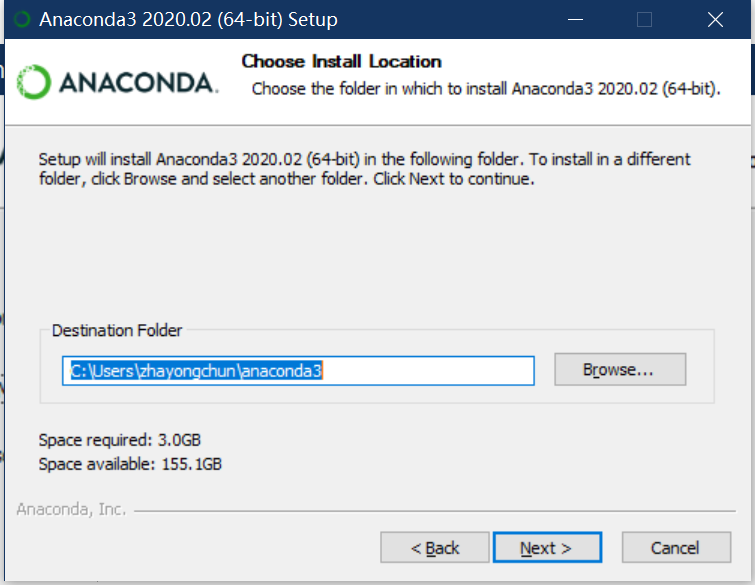 Anaconda3 2020.02 (64-bit) Setup
ANACONDA.
Choose Install Location
Choose the folder in which to install Anaconda3 2020.02 (64-bit).
Setup will install Anaconda3 2020.02 (64-bit) in the following folder. To install in a different
folder, click Browse and select another folder. Click Next to continue.
Destination Folder
C:\Users\zhayongchun\anaconda3
Browse...
Space required: 3.0GB
Space available: 155.1GB
Anaconda, Inc.
< Back
Next >
Cancel